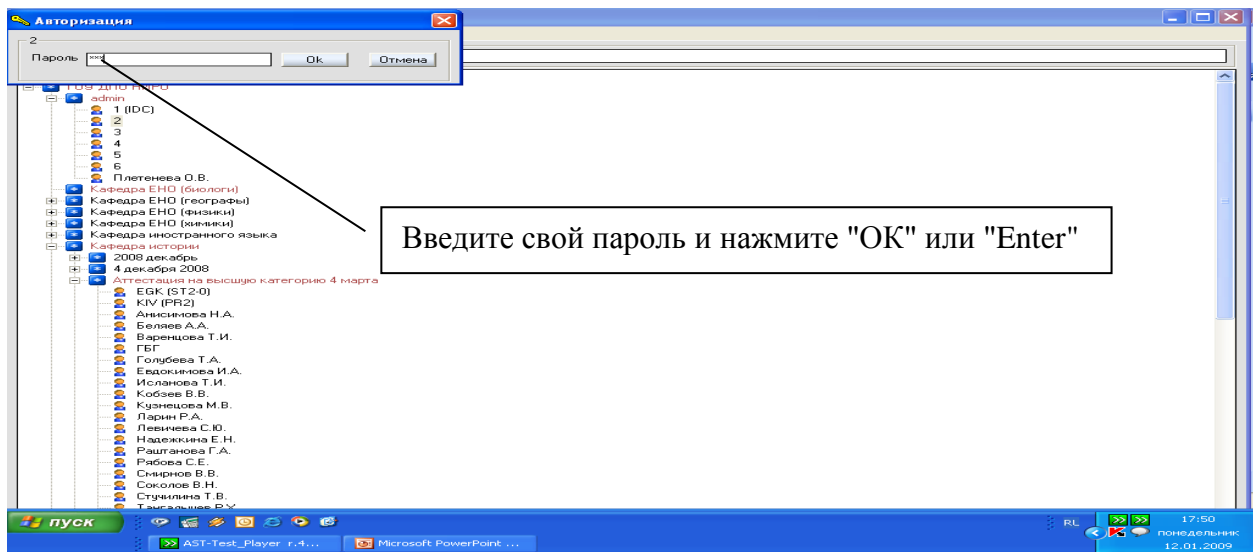 Авторизация
2
Пароль *** Ok Отмена
ГОУ ДПО НИРО
admin
1 (IDC)
2
3
4
5
6
Плетенева О.В.
Кафедра ЕНО (биологи)
Кафедра ЕНО (географы)
Кафедра ЕНО (физики)
Кафедра ЕНО (химики)
Кафедра иностранного языка
Кафедра истории
2008 декабрь
4 декабря 2008
Аттестация на высшую категорию 4 марта
EGK (ST2-0)
KIV (PR2)
Анисимова Н.А.
Беляев А.А.
Варенцова Т.И.
ГБГ
Голубева Т.А.
Евдокимова И.А.
Исланова Т.И.
Кобзев В.В.
Кузнецова М.В.
Ларин Р.А.
Левичева С.Ю.
Надежкина Е.Н.
Раштанова Г.А.
Рябова С.Е.
Смирнов В.В.
Соколов В.Н.
Стучилина Т.В.
Введите свой пароль и нажмите "ОК" или "Enter"
пуск
AST-Test_Player r.4...
Microsoft PowerPoint ...
RL
17:50
понедельник
12.01.2009